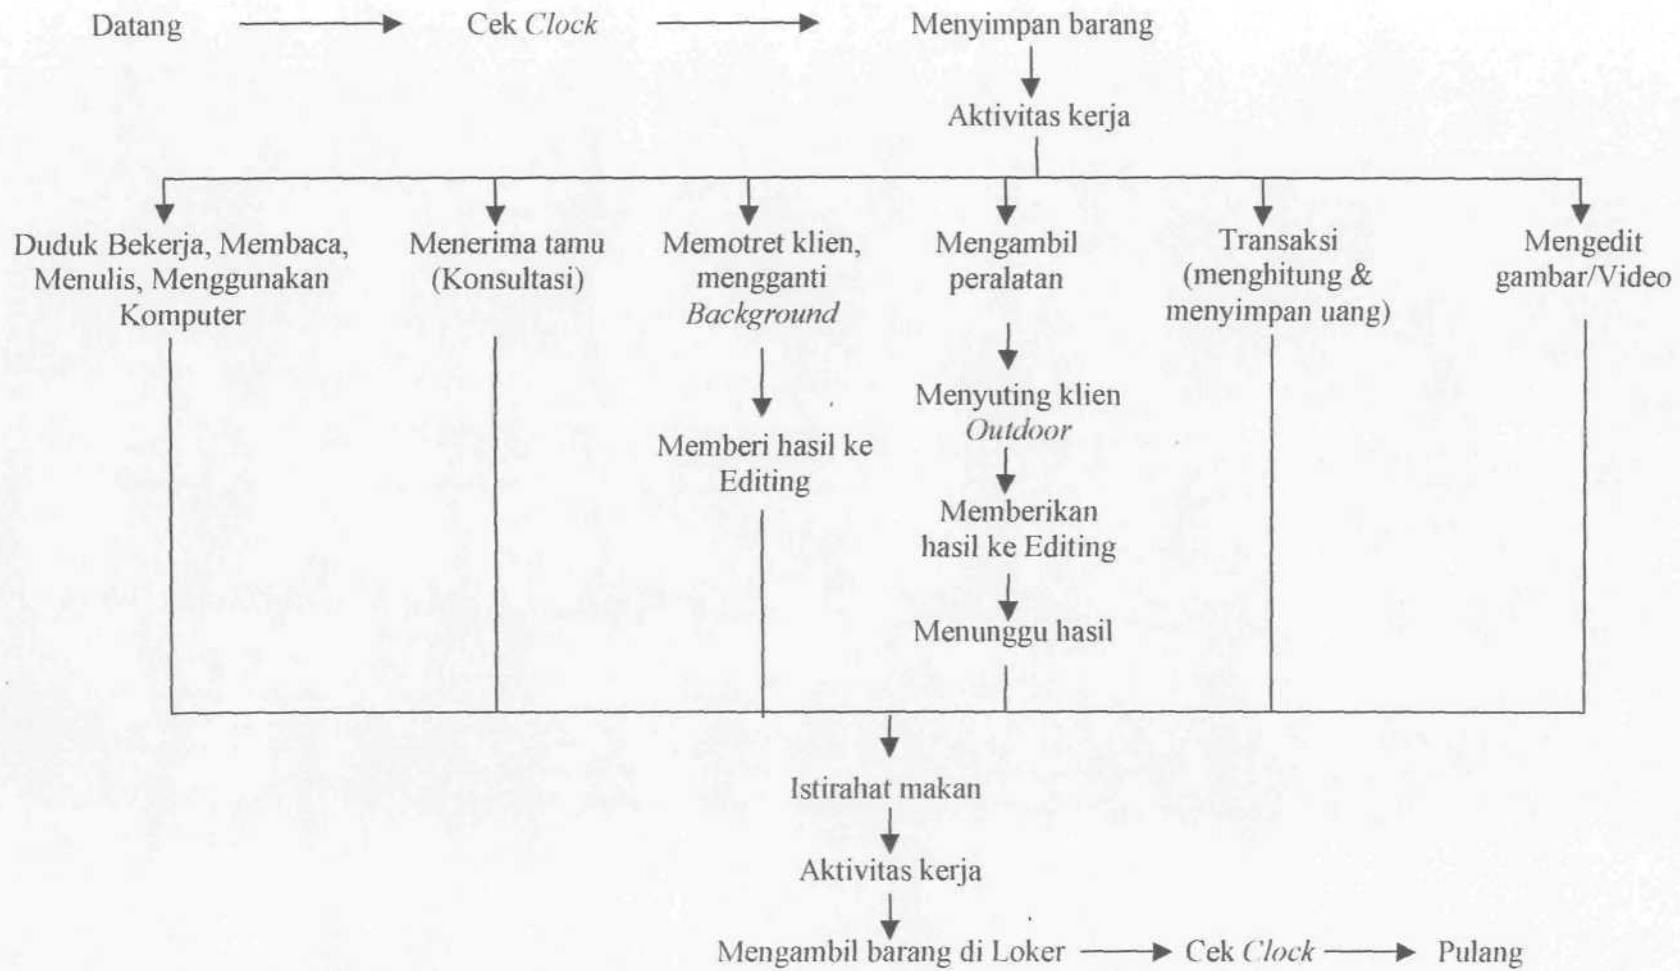 Datang
Cek Clock
Menyimpan barang
Aktivitas kerja
Duduk Bekerja, Membaca,
Menulis, Menggunakan
Komputer
Menerima tamu
(Konsultasi)
Memotret klien,
mengganti
Background
Memberi hasil ke
Editing
Mengambil
peralatan
Menyuting klien
Outdoor
Memberikan
hasil ke Editing
Menunggu hasil
Transaksi
(menghitung &
menyimpan uang)
Mengedit
gambar/Video
Istirahat makan
Aktivitas kerja
Mengambil barang di Loker
Cek Clock
Pulang